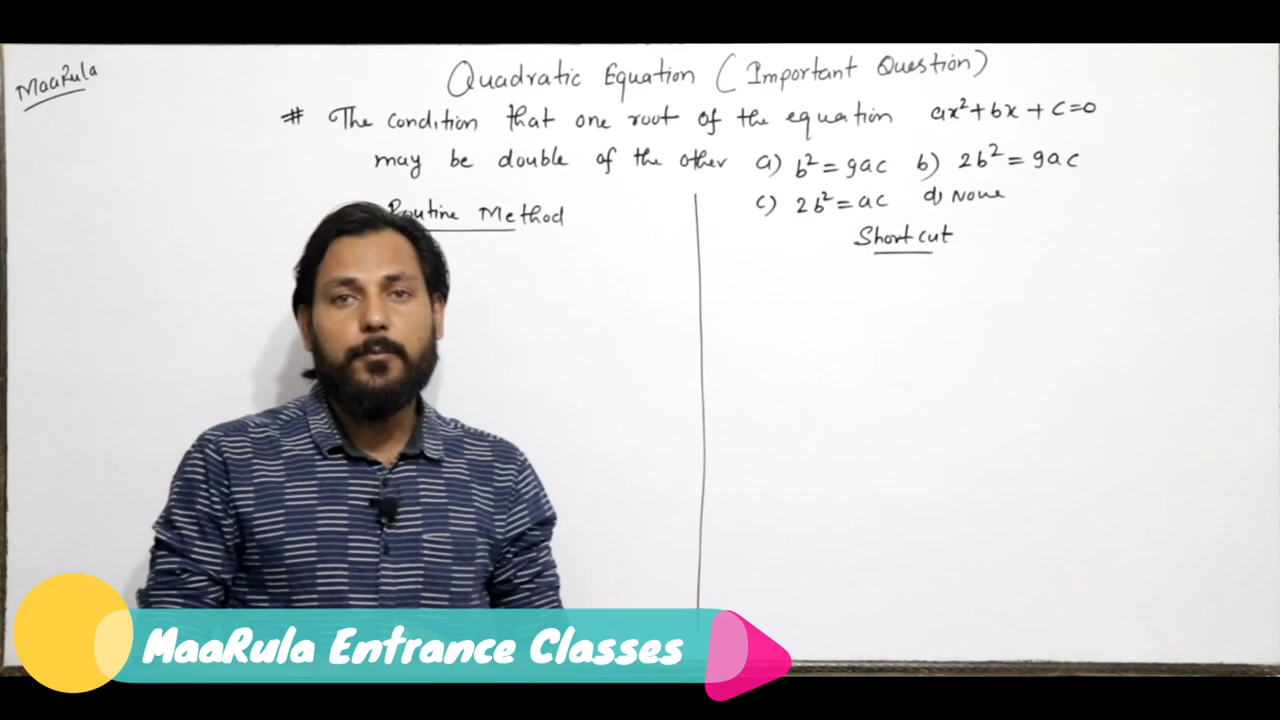 MaaRula
Quadratic Equation (Important Question)
# The condition that one root of the equation ax²+bx+c=0
may be double of the other a) b²=9ac b) 2b²=9ac
c) 2b²=ac d) None
Routine Method
Shortcut
MaaRula Entrance Classes